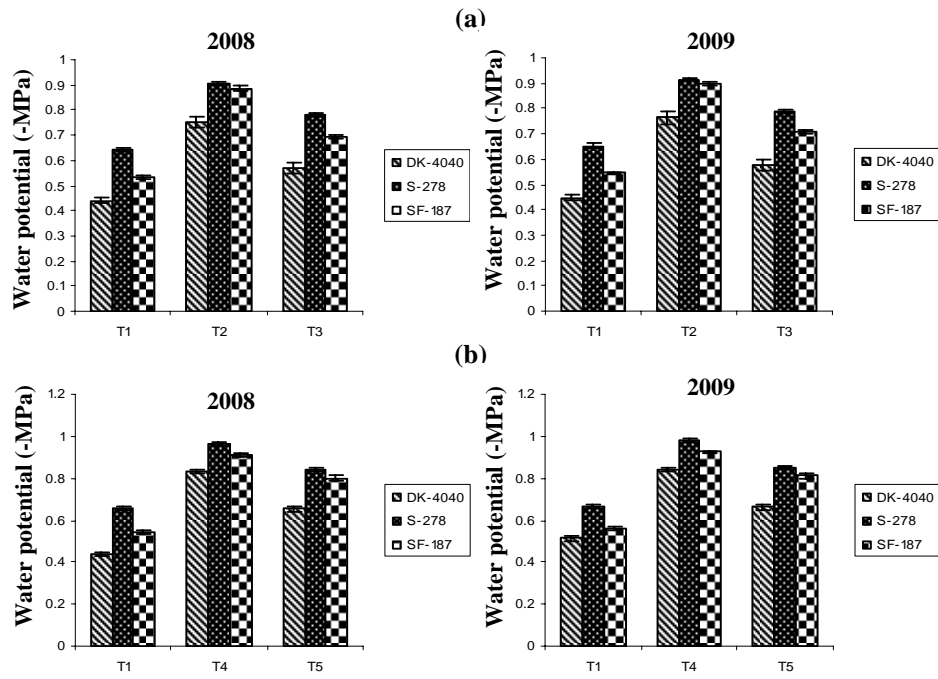 (a)
2008
Water potential (-MPa)
1
0.9
0.8
0.7
0.6
0.5
0.4
0.3
0.2
0.1
0
T1 T2 T3
DK-4040
S-278
SF-187
2009
Water potential (-MPa)
1
0.9
0.8
0.7
0.6
0.5
0.4
0.3
0.2
0.1
0
T1 T2 T3
DK-4040
S-278
SF-187
(b)
2008
Water potential (-MPa)
1.2
1
0.8
0.6
0.4
0.2
0
T1 T4 T5
DK-4040
S-278
SF-187
2009
Water potential (-MPa)
1.2
1
0.8
0.6
0.4
0.2
0
T1 T4 T5
DK-4040
S-278
SF-187